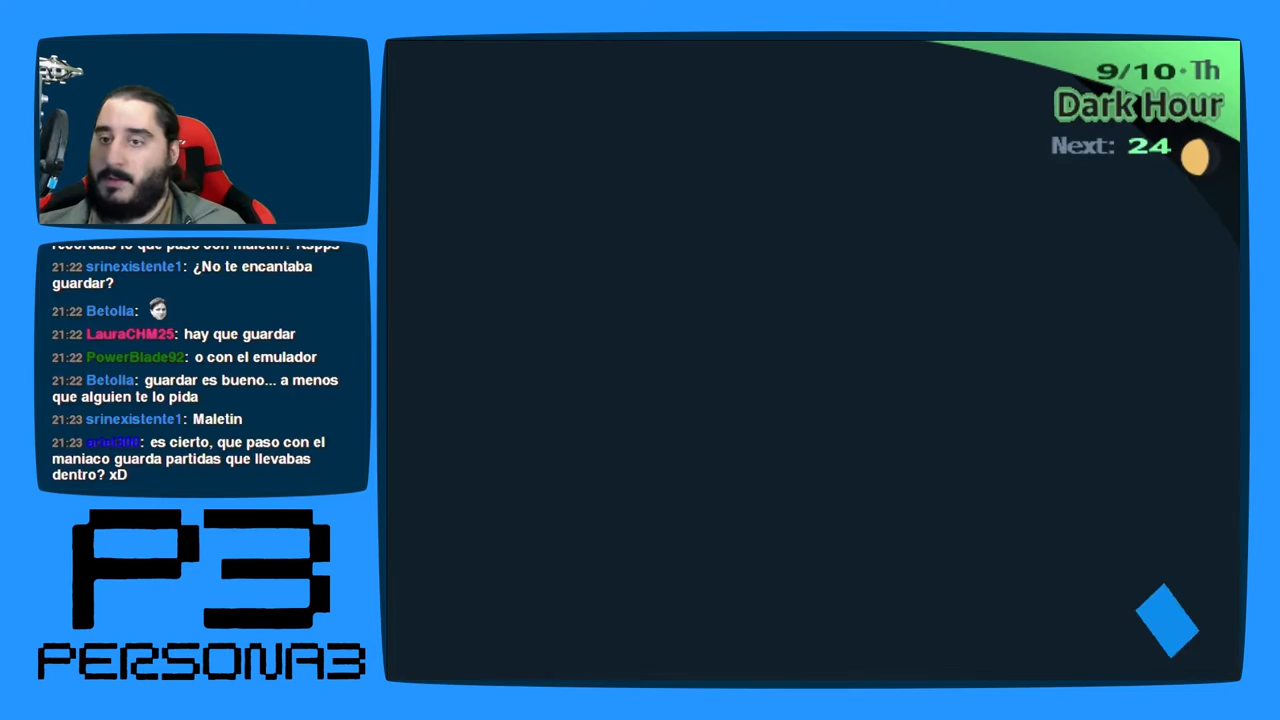 9/10·Th
Dark Hour
Next: 24
21:22 srinexistente1: ¿No te encantaba
guardar?
21:22 Betolla:
21:22 LauraCHM25: hay que guardar
21:22 PowerBlade92: o con el emulador
21:22 Betolla: guardar es bueno... a menos
que alguien te lo pida
21:23 srinexistente1: Maletin
21:23 : es cierto, que paso con el
maniaco guarda partidas que llevabas
dentro? xD
P3
PERSONA3